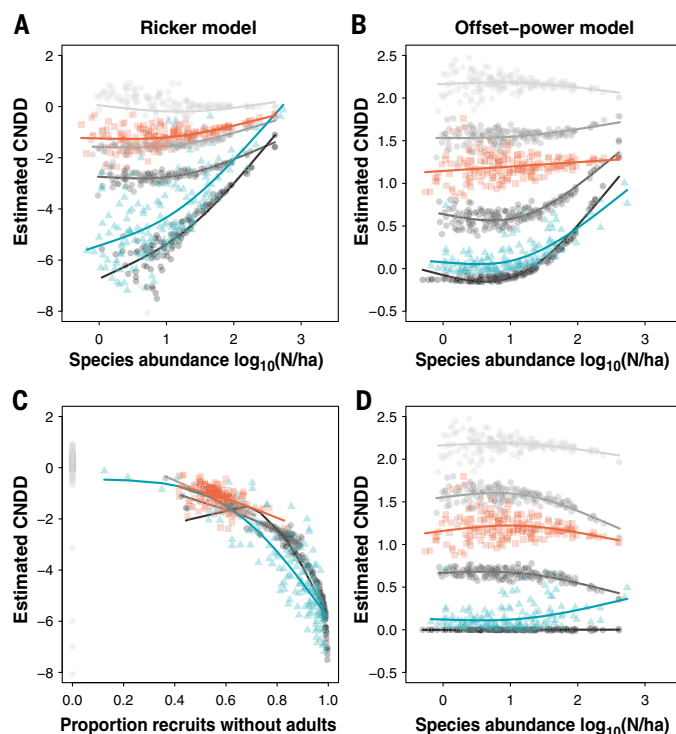 A Ricker model
B Offset−power model
Estimated CNDD
2
0
−2
−4
−6
−8
0 1 2 3
Species abundance log10(N/ha)
Estimated CNDD
2.5
2.0
1.5
1.0
0.5
0.0
−0.5
0 1 2 3
Species abundance log10(N/ha)
C
Estimated CNDD
2
0
−2
−4
−6
−8
0.0 0.2 0.4 0.6 0.8 1.0
Proportion recruits without adults
D
Estimated CNDD
2.5
2.0
1.5
1.0
0.5
0.0
−0.5
0 1 2 3
Species abundance log10(N/ha)